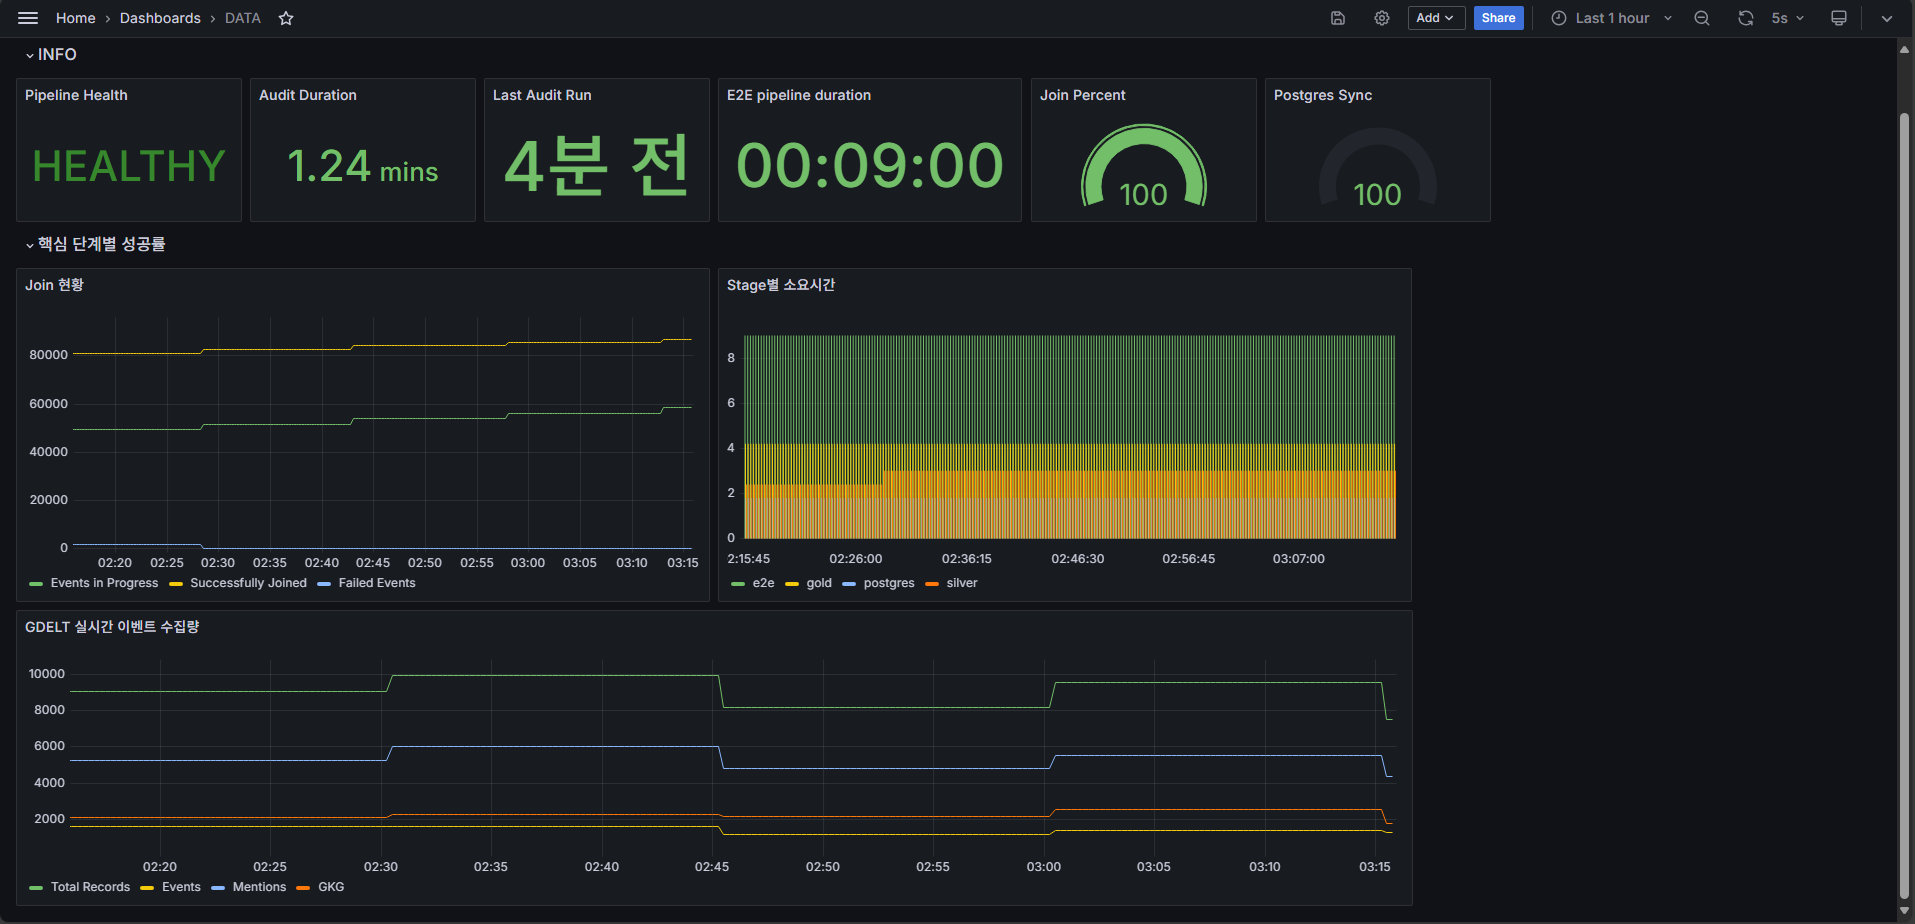 Home › Dashboards › DATA
Add
Share
Last 1 hour
5s
INFO
Pipeline Health
HEALTHY
Audit Duration
1.24 mins
Last Audit Run
4분 전
E2E pipeline duration
00:09:00
Join Percent
100
Postgres Sync
100
핵심 단계별 성공률
Join 현황
80000
60000
40000
20000
0
02:20 02:25 02:30 02:35 02:40 02:45 02:50 02:55 03:00 03:05 03:10 03:15
Events in Progress Successfully Joined Failed Events
Stage별 소요시간
8
6
4
2
0
2:15:45 02:26:00 02:36:15 02:46:30 02:56:45 03:07:00
e2e gold postgres silver
GDELT 실시간 이벤트 수집량
10000
8000
6000
4000
2000
02:20 02:25 02:30 02:35 02:40 02:45 02:50 02:55 03:00 03:05 03:10 03:15
Total Records Events Mentions GKG